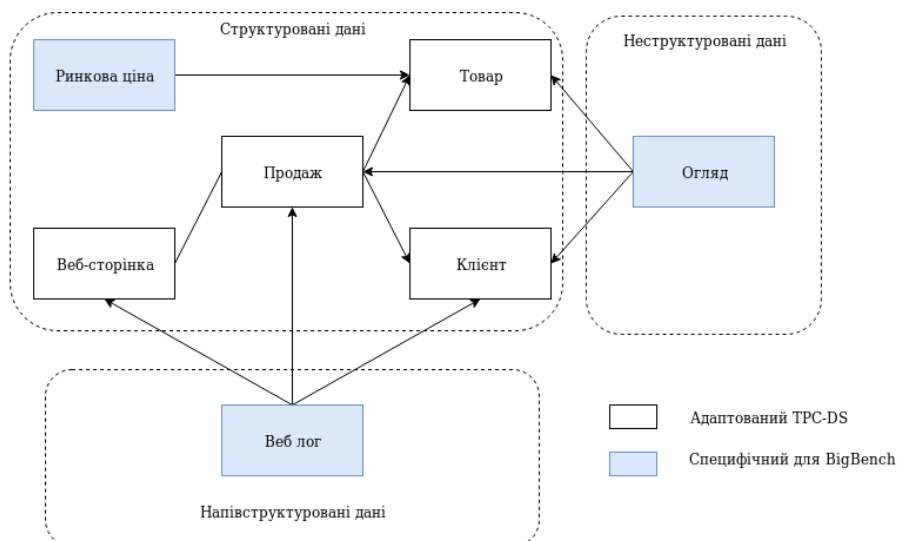 Структуровані дані
Неструктуровані дані
Ринкова ціна
Товар
Продаж
Огляд
Веб-сторінка
Клієнт
Веб лог
Адаптований TPC-DS
Специфічний для BigBench
Напівструктуровані дані